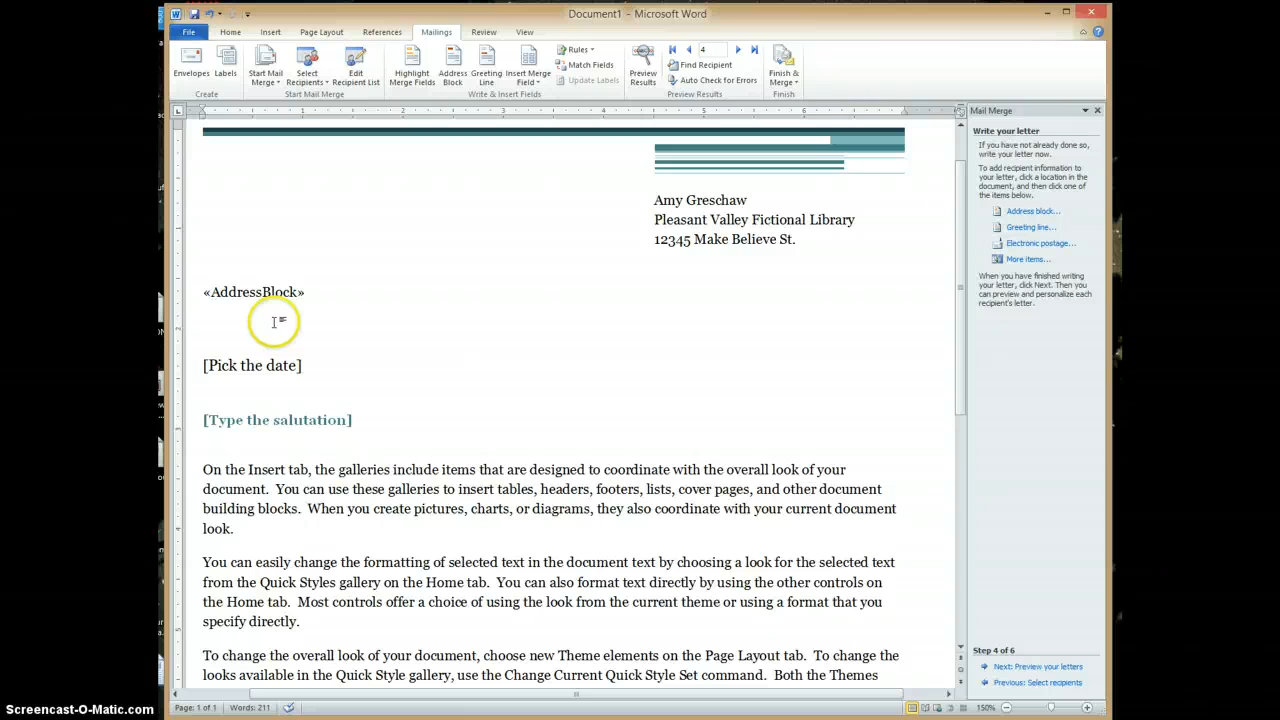 Document1 - Microsoft Word
File Home Insert Page Layout References Mailings Review View
Envelopes Labels
Create
Start Mail Merge Select Recipients Edit Recipient List
Start Mail Merge
Highlight Merge Fields Address Block Greeting Line Insert Merge Field
Rules
Match Fields
Update Labels
Write & Insert Fields
Preview Results
4
Find Recipient
Auto Check for Errors
Preview Results
Finish & Merge
Finish
1 2 3 4 5 6
Amy Greschaw
Pleasant Valley Fictional Library
12345 Make Believe St.
«AddressBlock»
[Pick the date]
[Type the salutation]
On the Insert tab, the galleries include items that are designed to coordinate with the overall look of your
document. You can use these galleries to insert tables, headers, footers, lists, cover pages, and other document
building blocks. When you create pictures, charts, or diagrams, they also coordinate with your current document
look.
You can easily change the formatting of selected text in the document text by choosing a look for the selected text
from the Quick Styles gallery on the Home tab. You can also format text directly by using the other controls on
the Home tab. Most controls offer a choice of using the look from the current theme or using a format that you
specify directly.
To change the overall look of your document, choose new Theme elements on the Page Layout tab. To change the
looks available in the Quick Style gallery, use the Change Current Quick Style Set command. Both the Themes
Mail Merge
Write your letter
If you have not already done so,
write your letter now.
To add recipient information to
your letter, click a location in the
document, and then click one of
the items below.
Address block...
Greeting line...
Electronic postage...
More items...
When you have finished writing
your letter, click Next. Then you
can preview and personalize each
recipient's letter.
Step 4 of 6
Next: Preview your letters
Previous: Select recipients
Page: 1 of 1 Words: 211
150%
Screencast-O-Matic.com